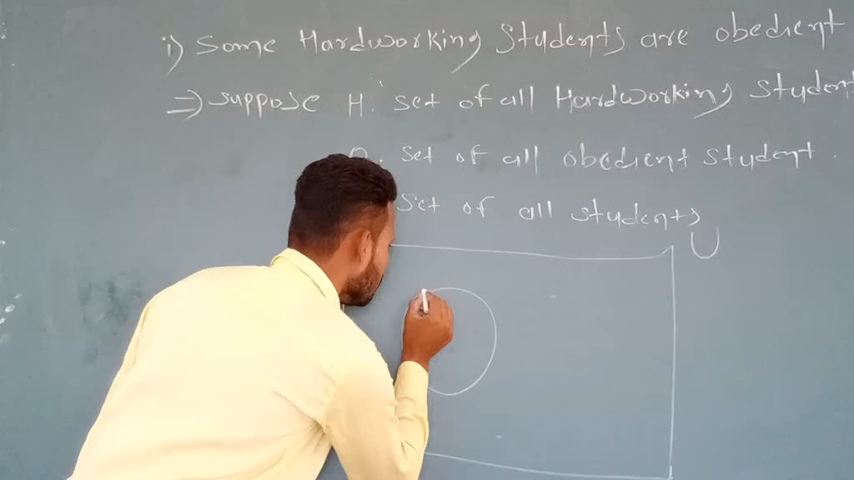 i) Some Hardworking Students are obedient
=) suppose H : set of all Hardworking Student
O : set of all obedient student.
Set of all students
U